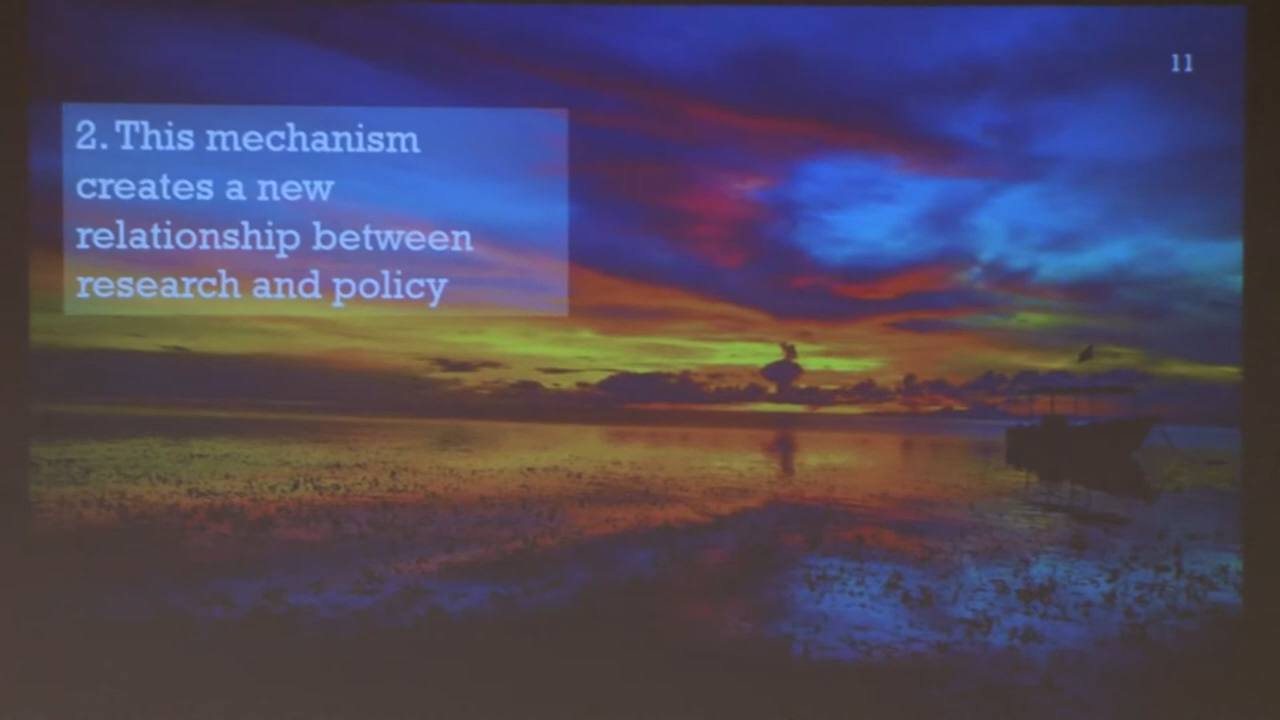 11
2. This mechanism
creates a new
relationship between
research and policy